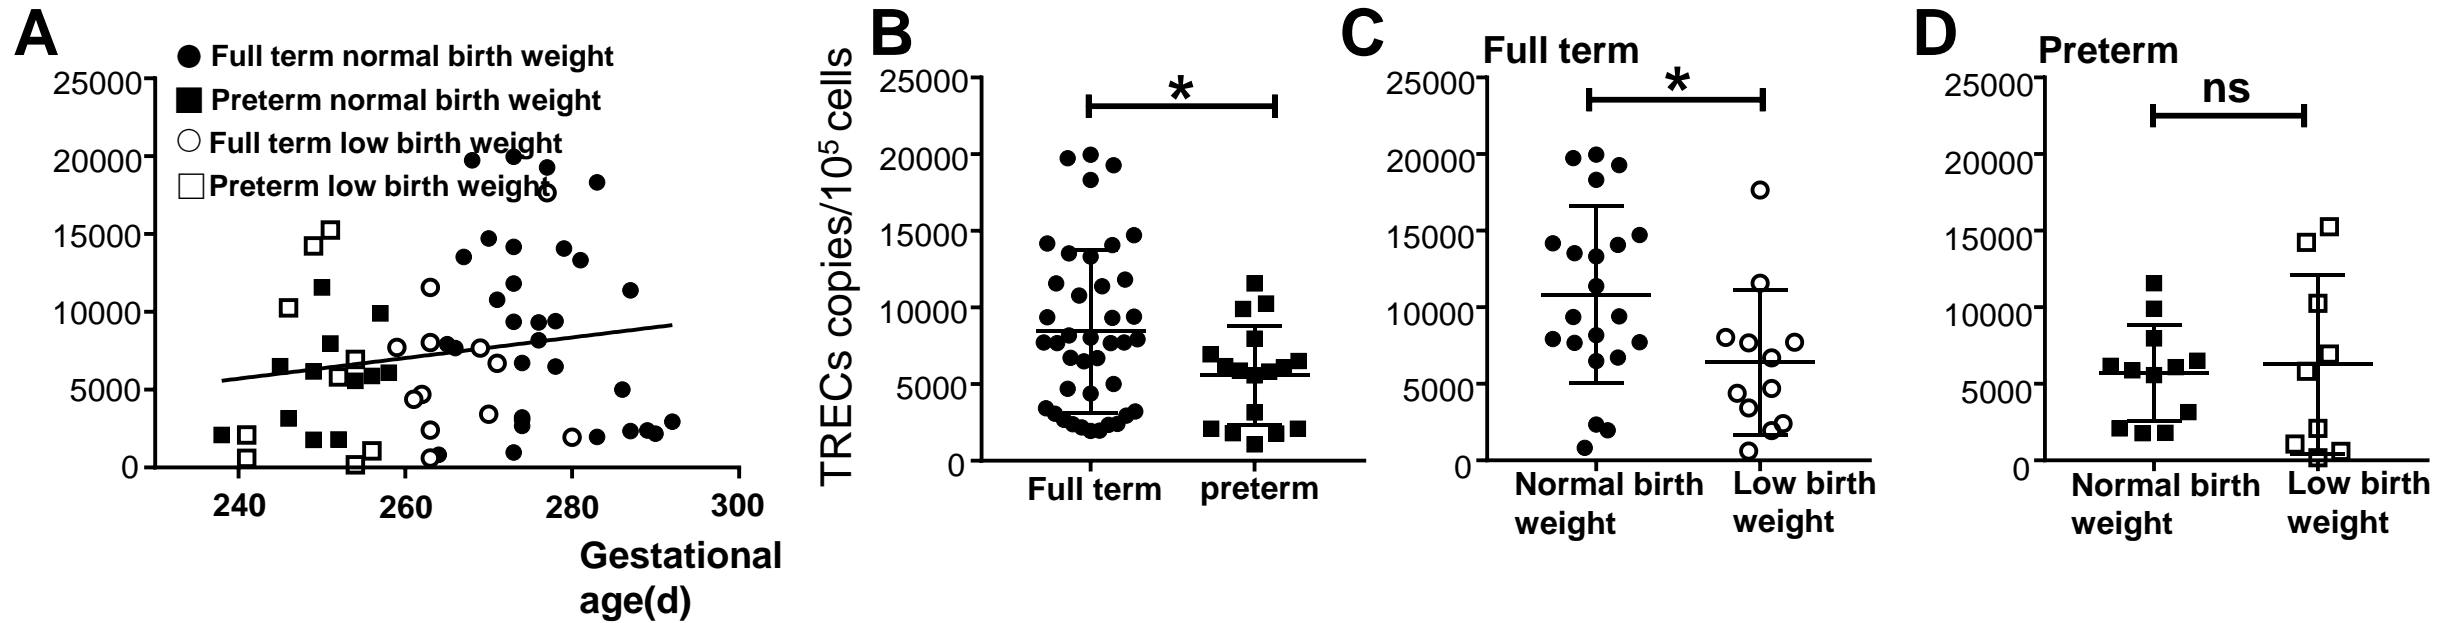 A
Full term normal birth weight
Preterm normal birth weight
Full term low birth weight
Preterm low birth weight
25000
20000
15000
10000
5000
0
240 260 280 300
Gestational
age(d)
B
TRECs copies/10⁵ cells
25000
20000
15000
10000
5000
0
*
Full term preterm
C
Full term
25000
20000
15000
10000
5000
0
*
Normal birth Low birth
weight weight
D
Preterm
25000
20000
15000
10000
5000
0
ns
Normal birth Low birth
weight weight